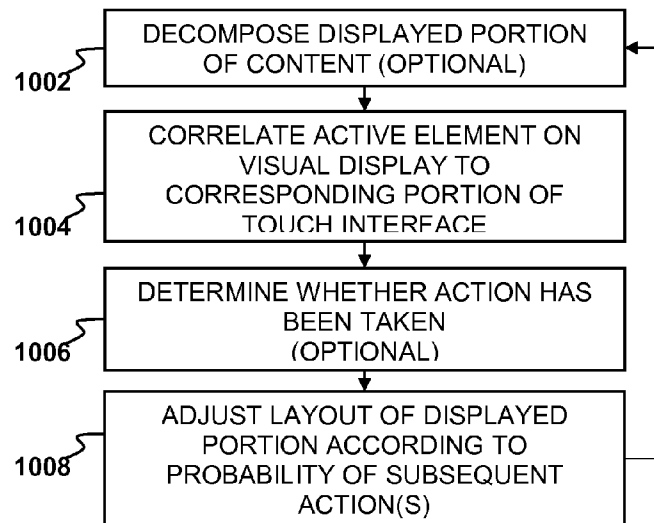 DECOMPOSE DISPLAYED PORTION
OF CONTENT (OPTIONAL)
1002
CORRELATE ACTIVE ELEMENT ON
VISUAL DISPLAY TO
CORRESPONDING PORTION OF
TOUCH INTERFACE
1004
DETERMINE WHETHER ACTION HAS
BEEN TAKEN
(OPTIONAL)
1006
ADJUST LAYOUT OF DISPLAYED
PORTION ACCORDING TO
PROBABILITY OF SUBSEQUENT
ACTION(S)
1008